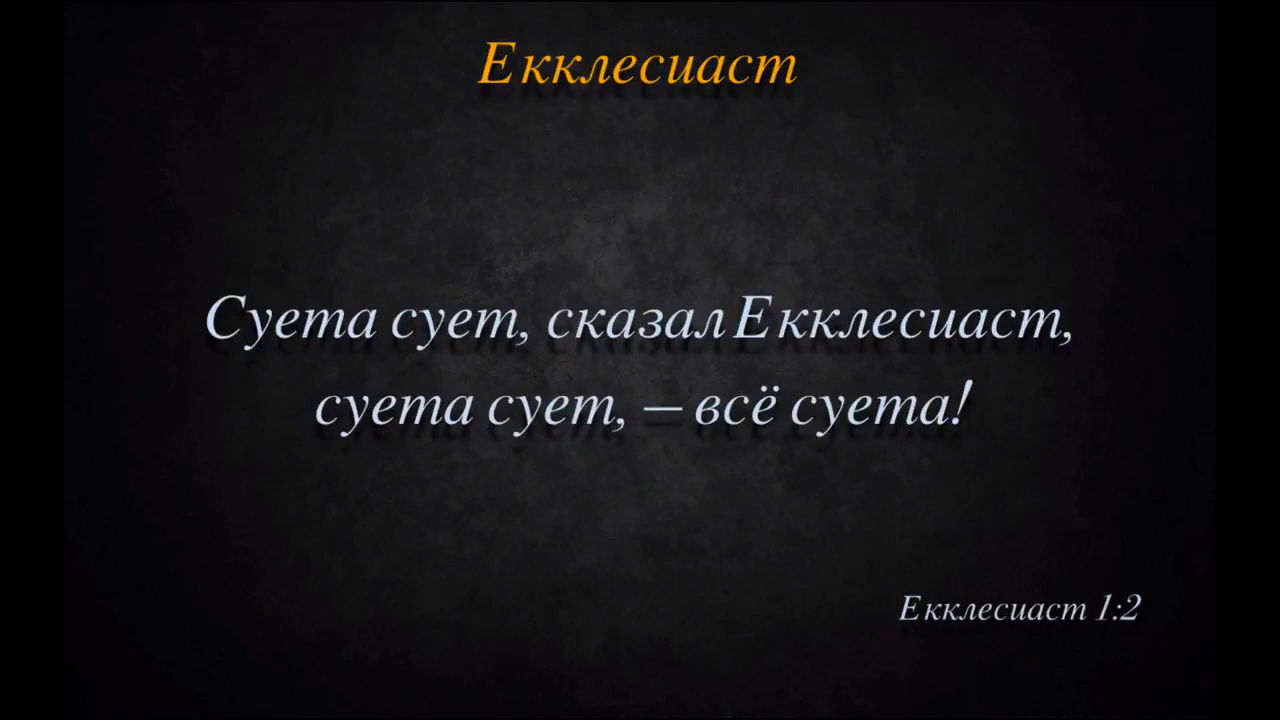 Екклесиаст
Суета сует, сказал Екклесиаст,
суета сует, – всё суета!
Екклесиаст 1:2